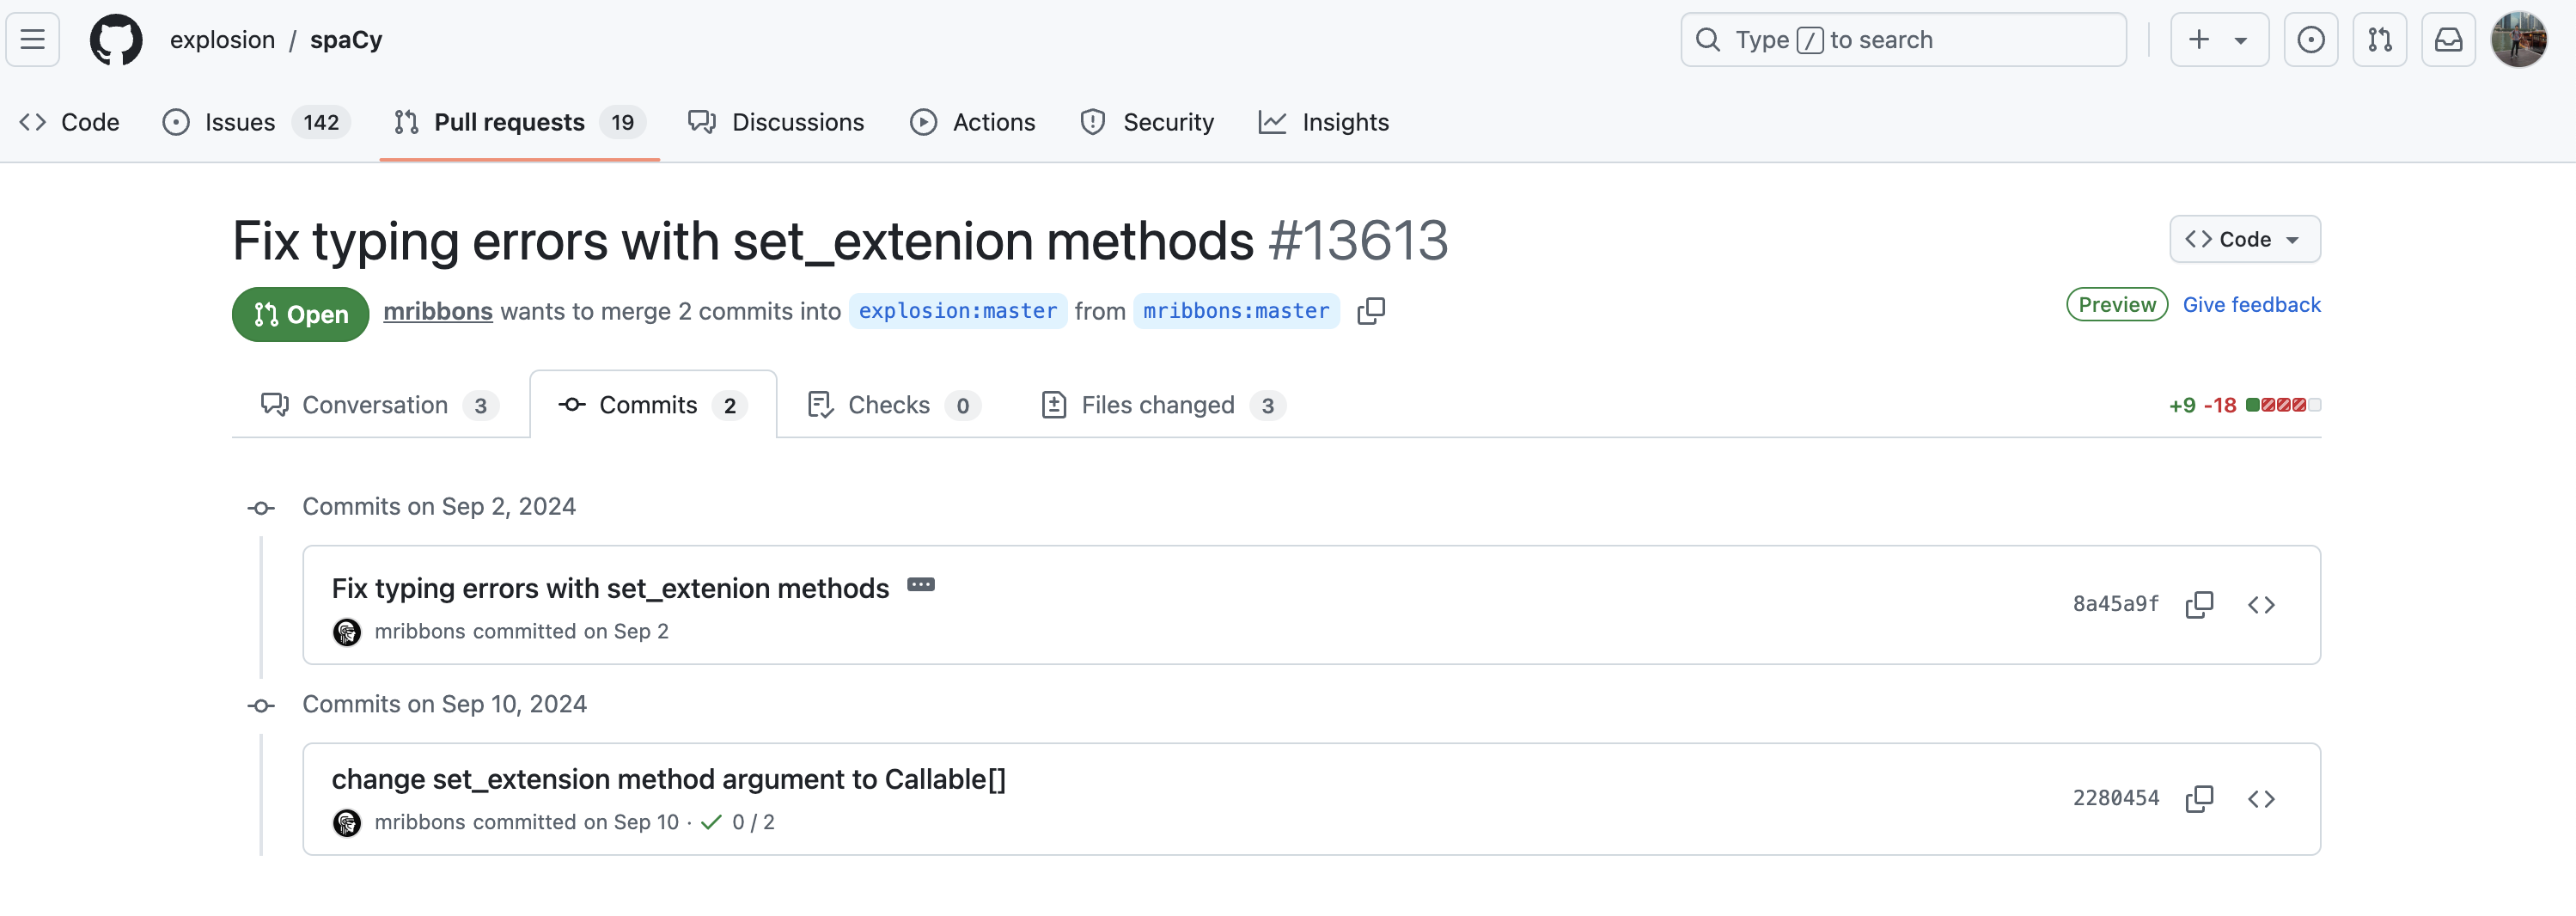 explosion / spaCy
Type / to search
Code
Issues 142
Pull requests 19
Discussions
Actions
Security
Insights
Fix typing errors with set_extenion methods #13613
Code
Open
mribbons wants to merge 2 commits into explosion:master from mribbons:master
Preview
Give feedback
Conversation 3
Commits 2
Checks 0
Files changed 3
+9 -18
Commits on Sep 2, 2024
Fix typing errors with set_extenion methods
mribbons committed on Sep 2
8a45a9f
Commits on Sep 10, 2024
change set_extension method argument to Callable[]
mribbons committed on Sep 10 · 0 / 2
2280454